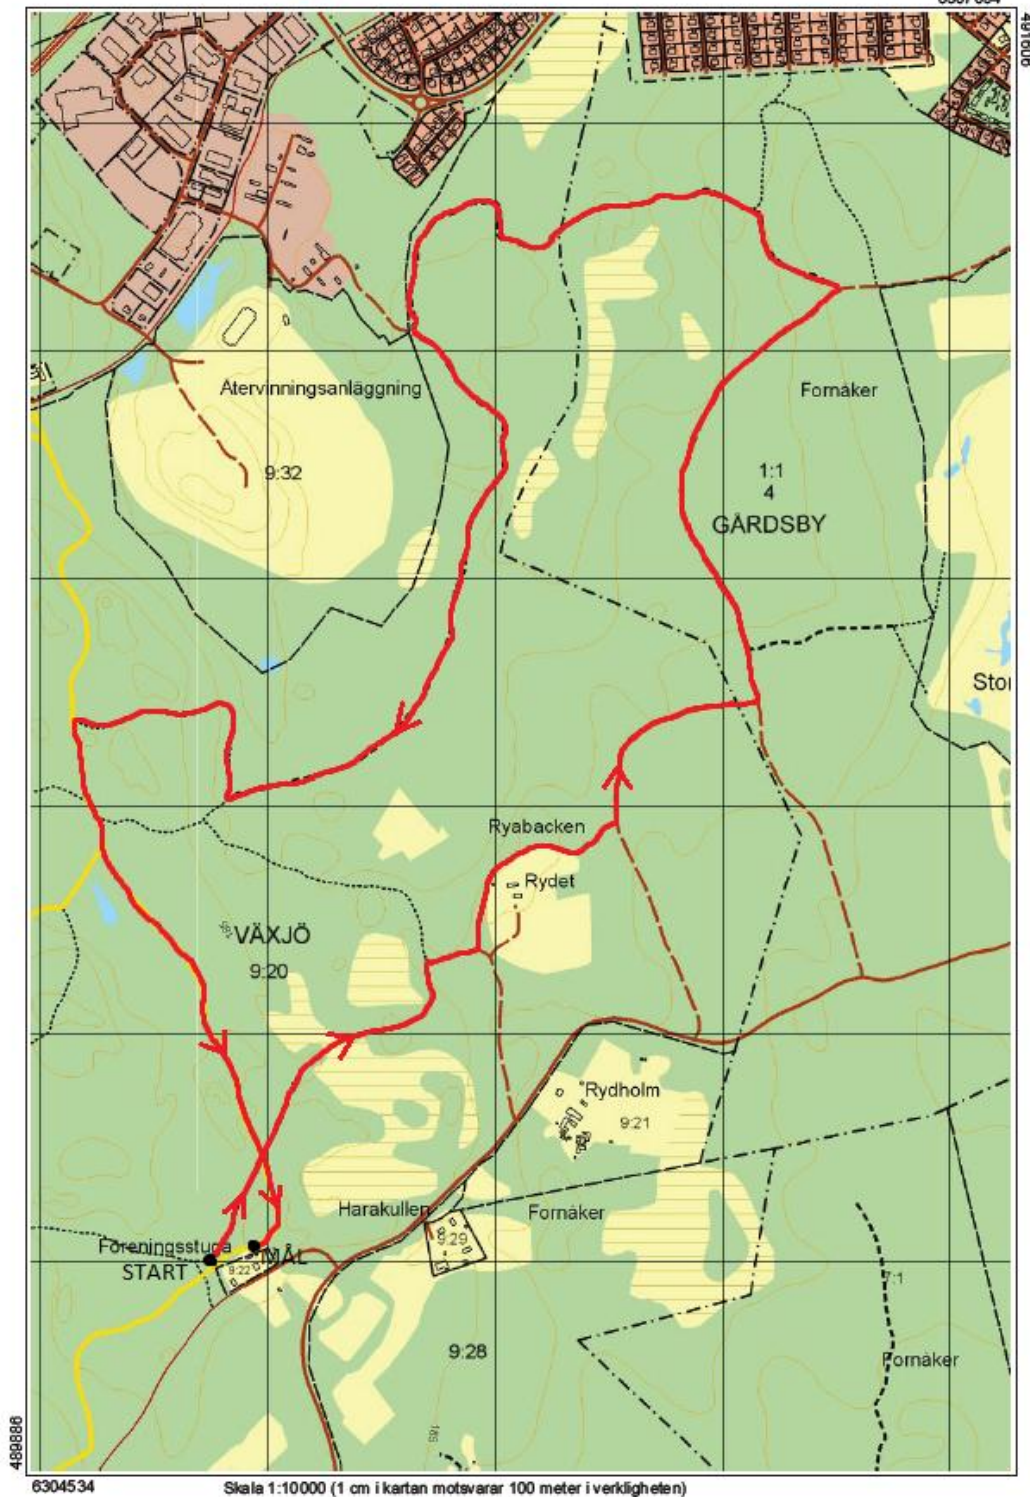 491606
Återvinningsanläggning
Fornåker
9:32
1:1
4
GÅRDSBY
Ryabacken
Rydet
VÄXJÖ
9:20
Rydholm
9:21
Harakullen
Fornåker
9:29
Föreningsstuga
MÅL
START
9:22
7:1
9:28
Fornåker
489886
6304534
Skala 1:10000 (1 cm i kartan motsvarar 100 meter i verkligheten)